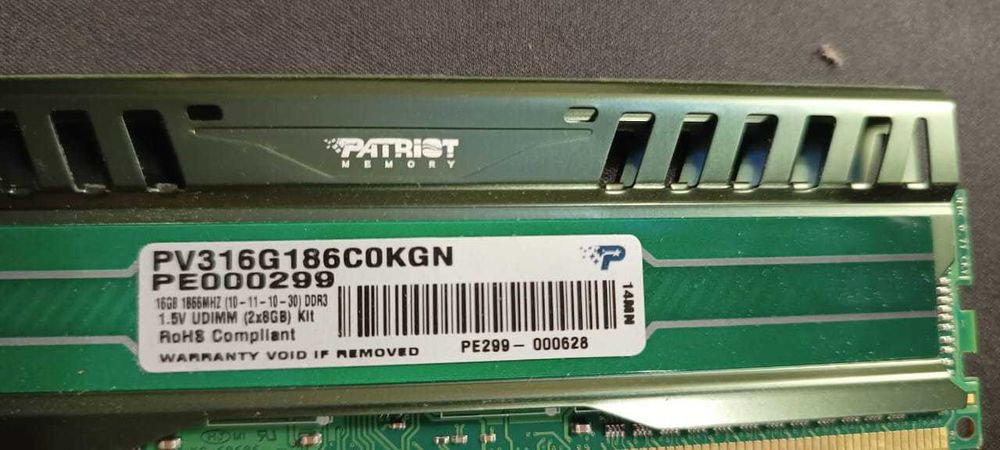 PATRIOT
MEMORY
PV316G186C0KGN
PE000299
16GB 1866MHZ (10-11-10-30) DDR3
1.5V UDIMM (2x8GB) Kit
RoHS Compliant
WARRANTY VOID IF REMOVED
PE299- 000628
14MN
P